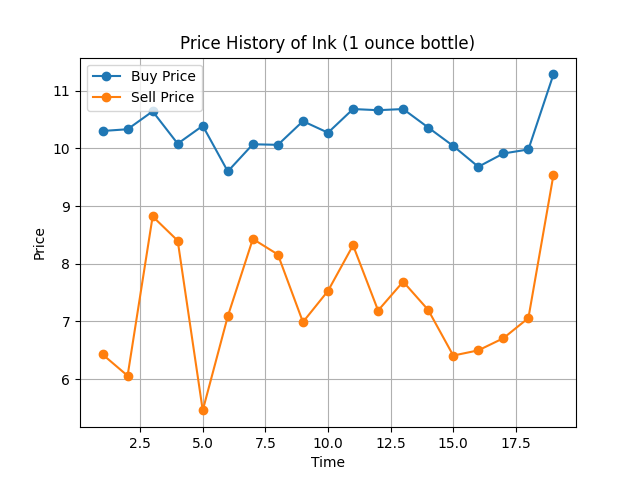 Price History of Ink (1 ounce bottle)
Buy Price
Sell Price
11
10
9
8
7
6
Price
2.5 5.0 7.5 10.0 12.5 15.0 17.5
Time